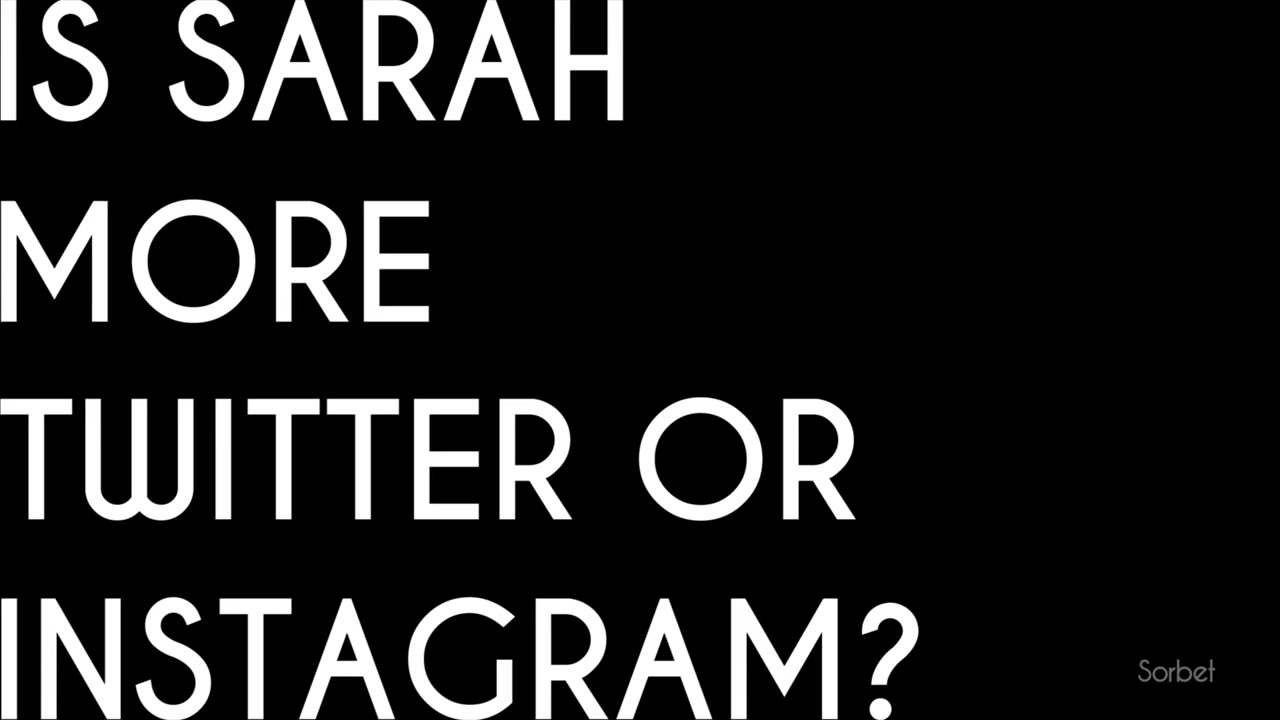 IS SARAH
MORE
TWITTER OR
INSTAGRAM?
Sorbet